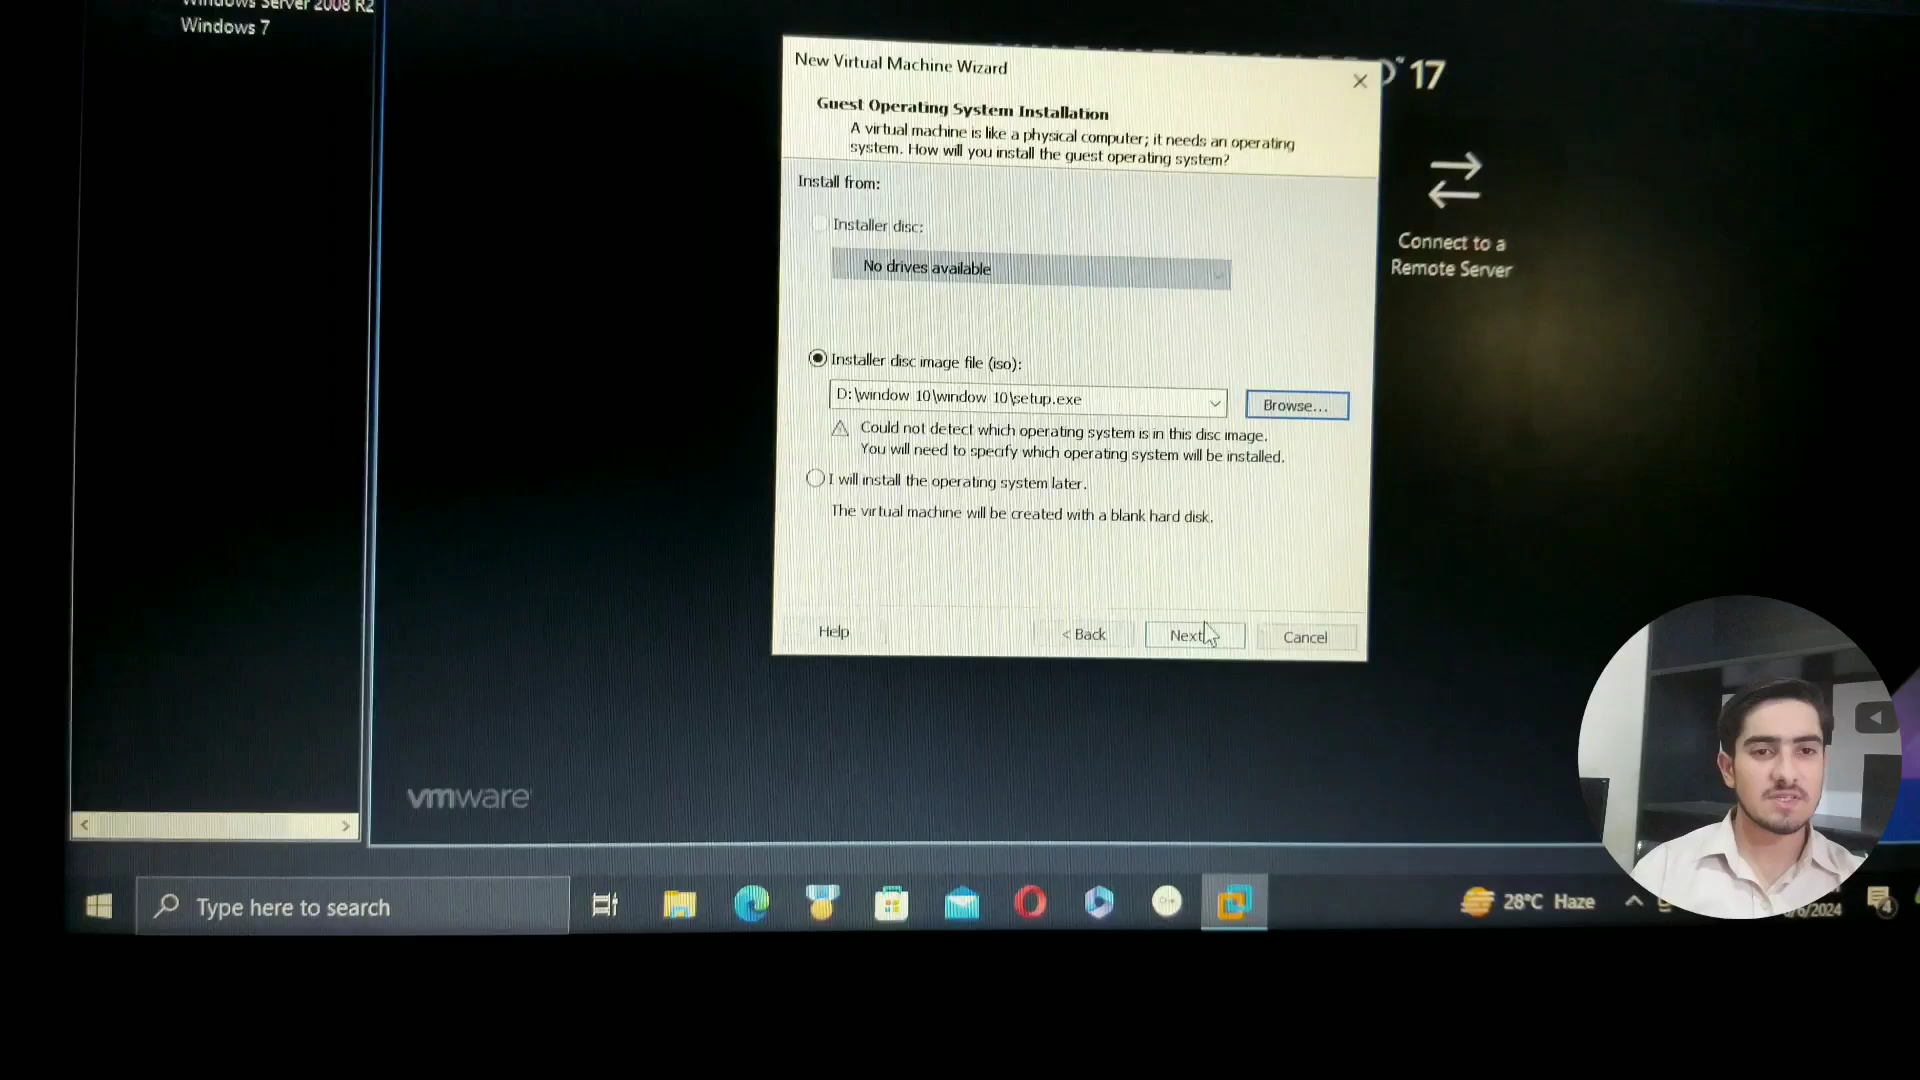 Windows Server 2008 R2
Windows 7
17
New Virtual Machine Wizard
Guest Operating System Installation
A virtual machine is like a physical computer; it needs an operating
system. How will you install the guest operating system?
Install from:
Installer disc:
No drives available
Connect to a
Remote Server
Installer disc image file (iso):
D:\window 10\window 10\setup.exe
Browse...
Could not detect which operating system is in this disc image.
You will need to specify which operating system will be installed.
I will install the operating system later.
The virtual machine will be created with a blank hard disk.
Help
< Back
Next
Cancel
vmware
Type here to search
28°C Haze
/6/2024
4